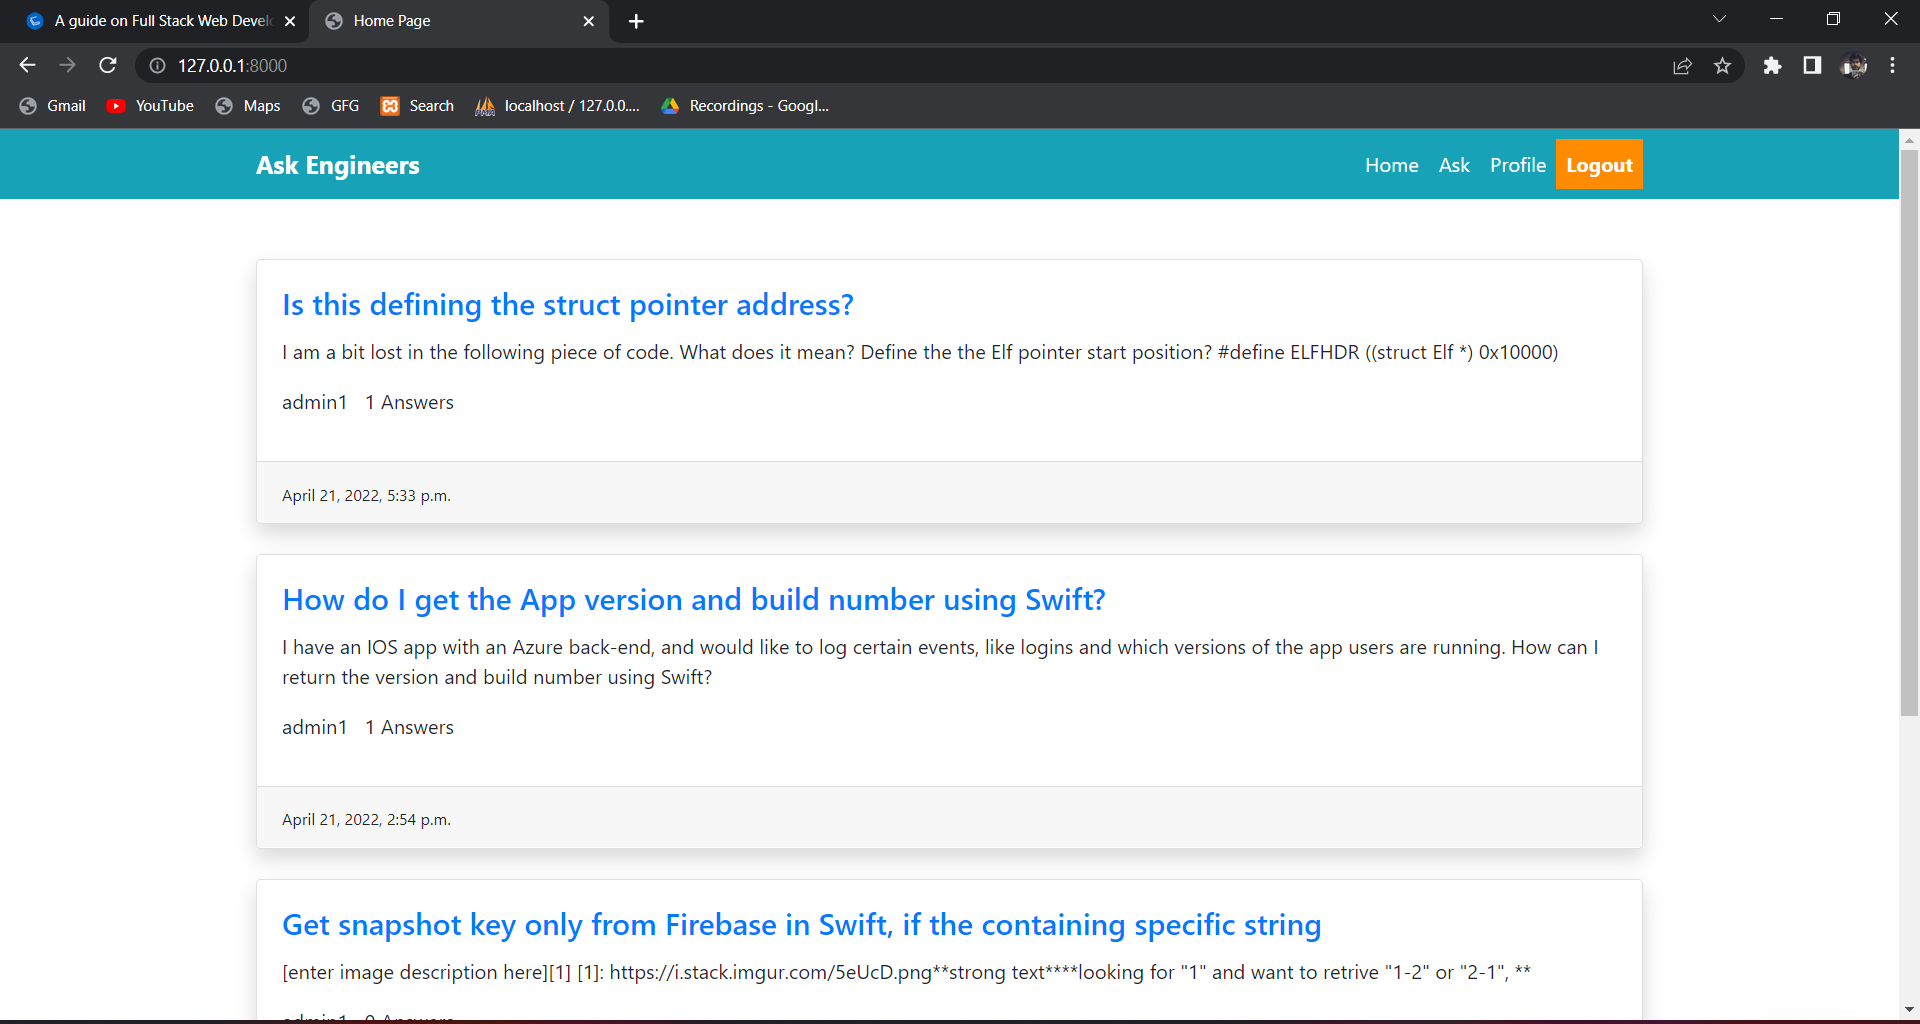 A guide on Full Stack Web Devel
Home Page
127.0.0.1:8000
Gmail
YouTube
Maps
GFG
Search
localhost / 127.0.0....
Recordings - Googl...
Ask Engineers
Home
Ask
Profile
Logout
Is this defining the struct pointer address?
I am a bit lost in the following piece of code. What does it mean? Define the the Elf pointer start position? #define ELFHDR ((struct Elf *) 0x10000)
admin1 1 Answers
April 21, 2022, 5:33 p.m.
How do I get the App version and build number using Swift?
I have an IOS app with an Azure back-end, and would like to log certain events, like logins and which versions of the app users are running. How can I
return the version and build number using Swift?
admin1 1 Answers
April 21, 2022, 2:54 p.m.
Get snapshot key only from Firebase in Swift, if the containing specific string
[enter image description here][1] [1]: https://i.stack.imgur.com/5eUcD.png**strong text****looking for "1" and want to retrive "1-2" or "2-1", **
admin1 0 Answers